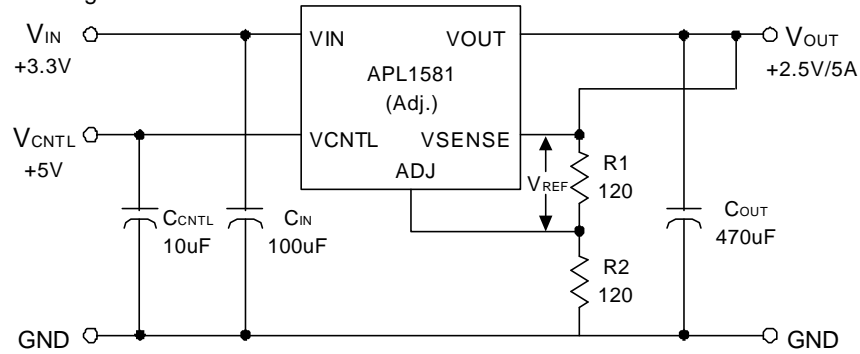 VIN
+3.3V
VIN
VOUT
APL1581
(Adj.)
VOUT
+2.5V/5A
VCNTL
+5V
VCNTL
VSENSE
ADJ
VREF
R1
120
CCNTL
10uF
CIN
100uF
COUT
470uF
R2
120
GND
GND